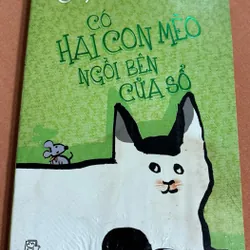 CÓ
HAI CON MÈO
NGỒI BÊN
CỬA SỔ